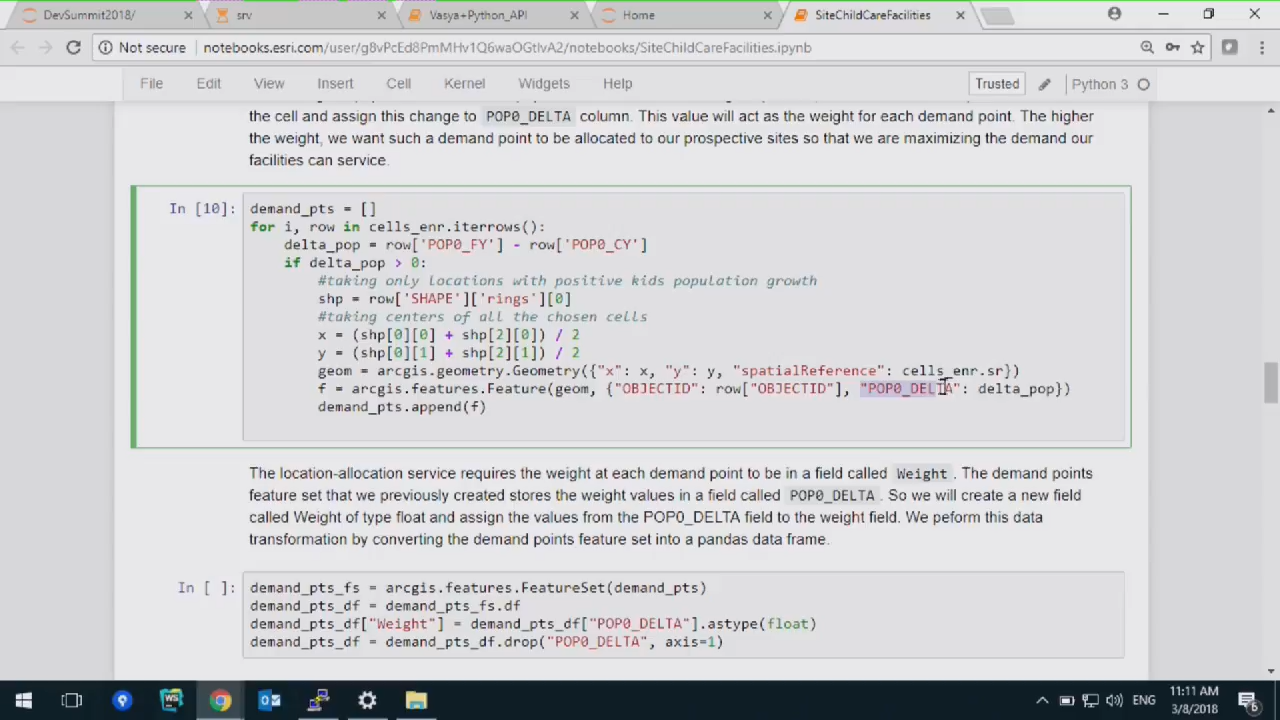 DevSummit2018/
srv
Vasya+Python_API
Home
SiteChildCareFacilities
Not secure
notebooks.esri.com/user/g8vPcEd8PmMHv1Q6waOGtIvA2/notebooks/SiteChildCareFacilities.ipynb
File Edit View Insert Cell Kernel Widgets Help
Trusted
Python 3
the cell and assign this change to POP0_DELTA column. This value will act as the weight for each demand point. The higher
the weight, we want such a demand point to be allocated to our prospective sites so that we are maximizing the demand our
facilities can service.
In [10]:
demand_pts = []
for i, row in cells_enr.iterrows():
    delta_pop = row['POP0_FY'] - row['POP0_CY']
    if delta_pop > 0:
        #taking only locations with positive kids population growth
        shp = row['SHAPE']['rings'][0]
        #taking centers of all the chosen cells
        x = (shp[0][0] + shp[2][0]) / 2
        y = (shp[0][1] + shp[2][1]) / 2
        geom = arcgis.geometry.Geometry({"x": x, "y": y, "spatialReference": cells_enr.sr})
        f = arcgis.features.Feature(geom, {"OBJECTID": row["OBJECTID"], "POP0_DELTA": delta_pop})
        demand_pts.append(f)
The location-allocation service requires the weight at each demand point to be in a field called Weight. The demand points
feature set that we previously created stores the weight values in a field called POP0_DELTA. So we will create a new field
called Weight of type float and assign the values from the POP0_DELTA field to the weight field. We peform this data
transformation by converting the demand points feature set into a pandas data frame.
In [ ]:
demand_pts_fs = arcgis.features.FeatureSet(demand_pts)
demand_pts_df = demand_pts_fs.df
demand_pts_df["Weight"] = demand_pts_df["POP0_DELTA"].astype(float)
demand_pts_df = demand_pts_df.drop("POP0_DELTA", axis=1)
WS
ENG
11:11 AM
3/8/2018
6